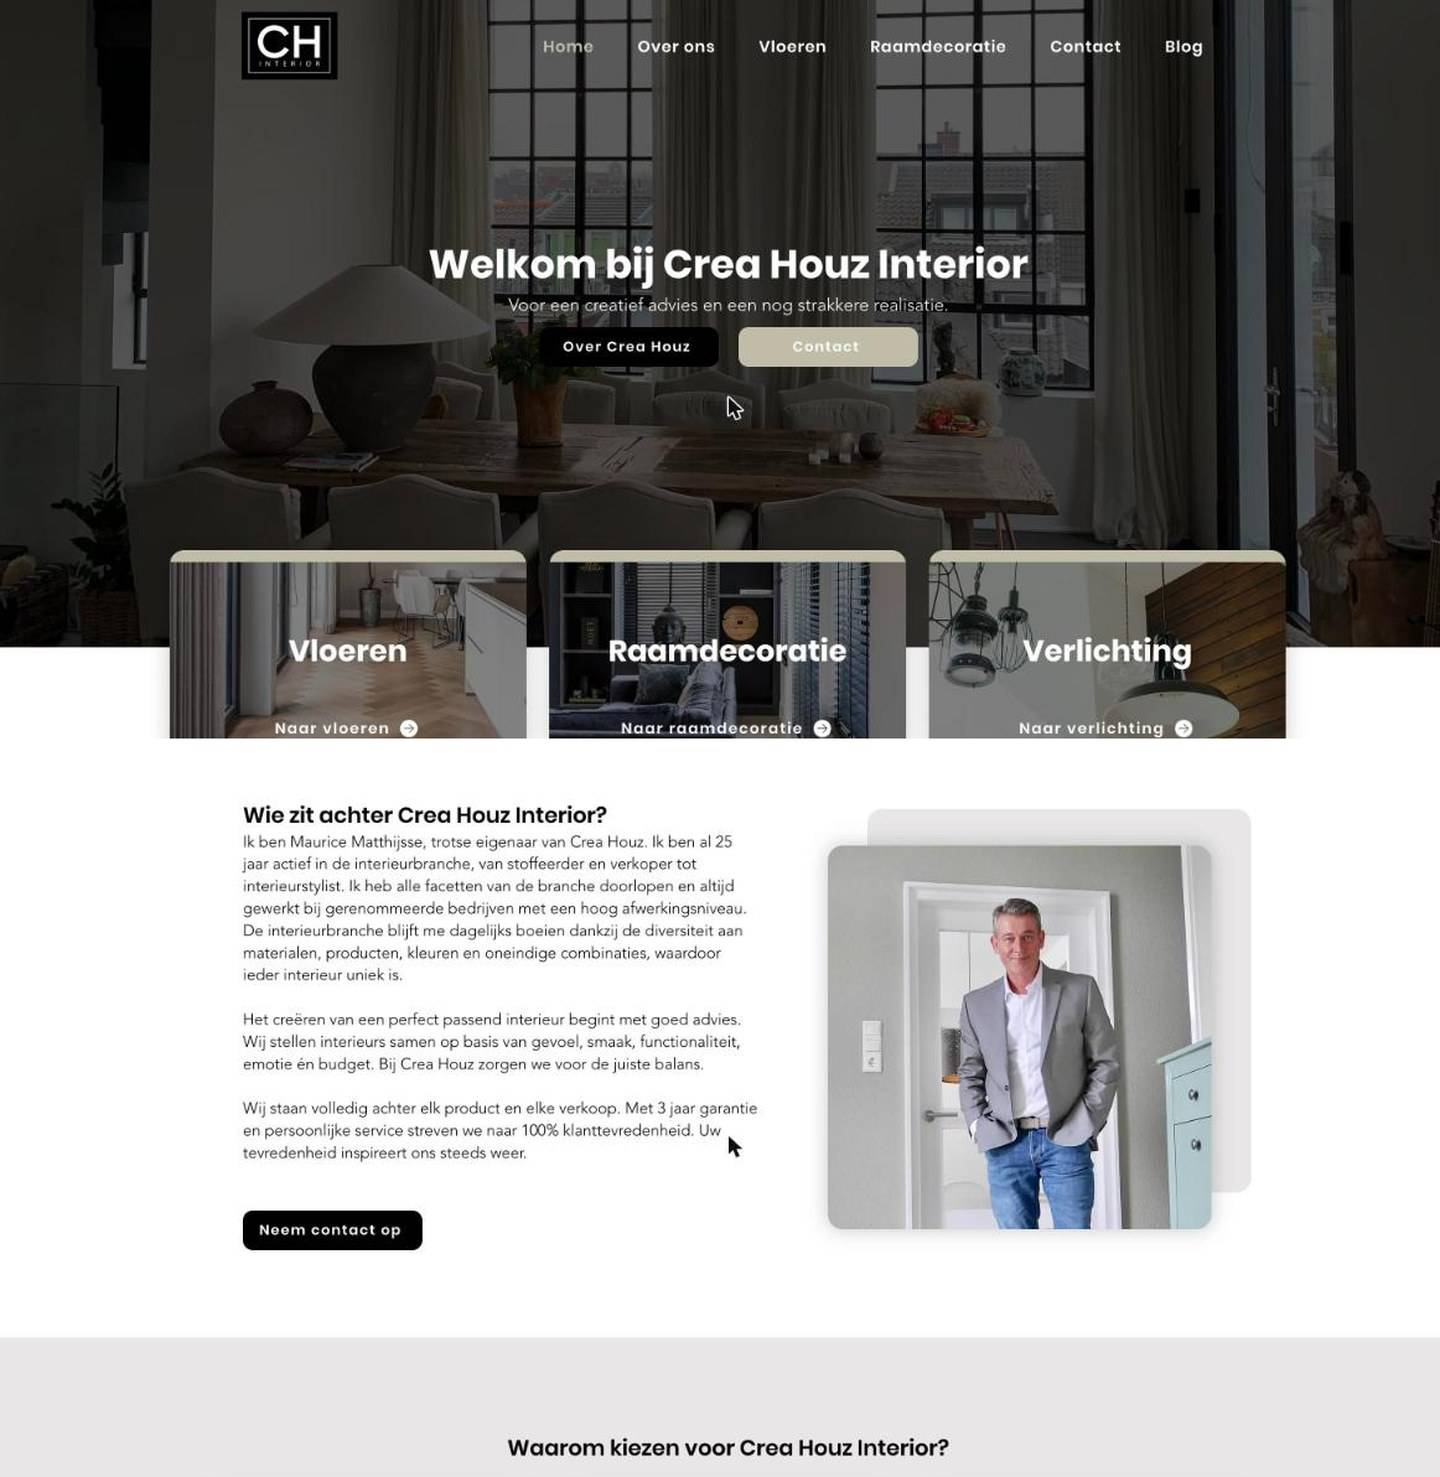 CH
INTERIOR
Home Over ons Vloeren Raamdecoratie Contact Blog
Welkom bij Crea Houz Interior
Voor een creatief advies en een nog strakkere realisatie.
Over Crea Houz Contact
Vloeren Raamdecoratie Verlichting
Naar vloeren Naar raamdecoratie Naar verlichting
Wie zit achter Crea Houz Interior?
Ik ben Maurice Matthijsse, trotse eigenaar van Crea Houz. Ik ben al 25
jaar actief in de interieurbranche, van stoffeerder en verkoper tot
interieurstylist. Ik heb alle facetten van de branche doorlopen en altijd
gewerkt bij gerenommeerde bedrijven met een hoog afwerkingsniveau.
De interieurbranche blijft me dagelijks boeien dankzij de diversiteit aan
materialen, producten, kleuren en oneindige combinaties, waardoor
ieder interieur uniek is.
Het creëren van een perfect passend interieur begint met goed advies.
Wij stellen interieurs samen op basis van gevoel, smaak, functionaliteit,
emotie én budget. Bij Crea Houz zorgen we voor de juiste balans.
Wij staan volledig achter elk product en elke verkoop. Met 3 jaar garantie
en persoonlijke service streven we naar 100% klanttevredenheid. Uw
tevredenheid inspireert ons steeds weer.
Neem contact op
Waarom kiezen voor Crea Houz Interior?